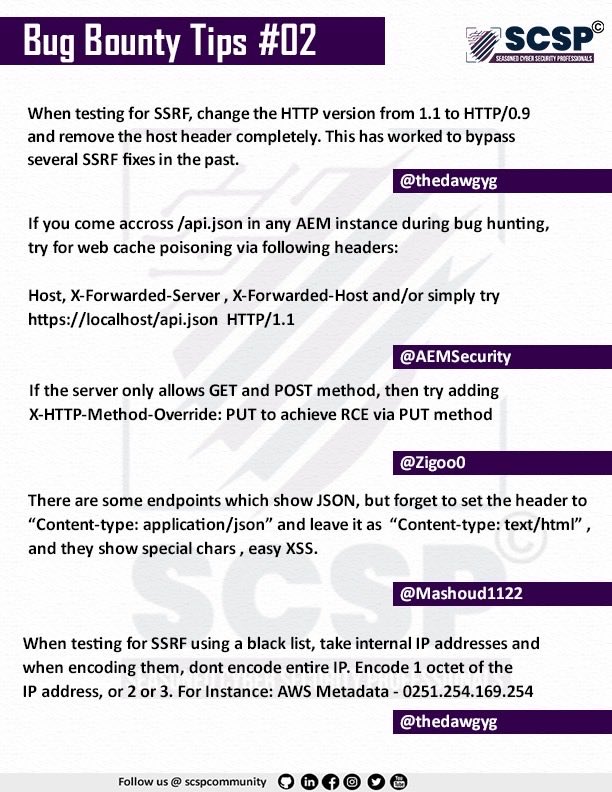 Bug Bounty Tips #02
SCSP©
SEASONED CYBER SECURITY PROFESSIONALS
When testing for SSRF, change the HTTP version from 1.1 to HTTP/0.9
and remove the host header completely. This has worked to bypass
several SSRF fixes in the past.
@thedawgyg
If you come accross /api.json in any AEM instance during bug hunting,
try for web cache poisoning via following headers:
Host, X-Forwarded-Server , X-Forwarded-Host and/or simply try
https://localhost/api.json HTTP/1.1
@AEMSecurity
If the server only allows GET and POST method, then try adding
X-HTTP-Method-Override: PUT to achieve RCE via PUT method
@Zigoo0
There are some endpoints which show JSON, but forget to set the header to
“Content-type: application/json” and leave it as “Content-type: text/html” ,
and they show special chars , easy XSS.
@Mashoud1122
When testing for SSRF using a black list, take internal IP addresses and
when encoding them, dont encode entire IP. Encode 1 octet of the
IP address, or 2 or 3. For Instance: AWS Metadata - 0251.254.169.254
@thedawgyg
SCSP©
SEASONED CYBER SECURITY PROFESSIONALS
Follow us @ scspcommunity